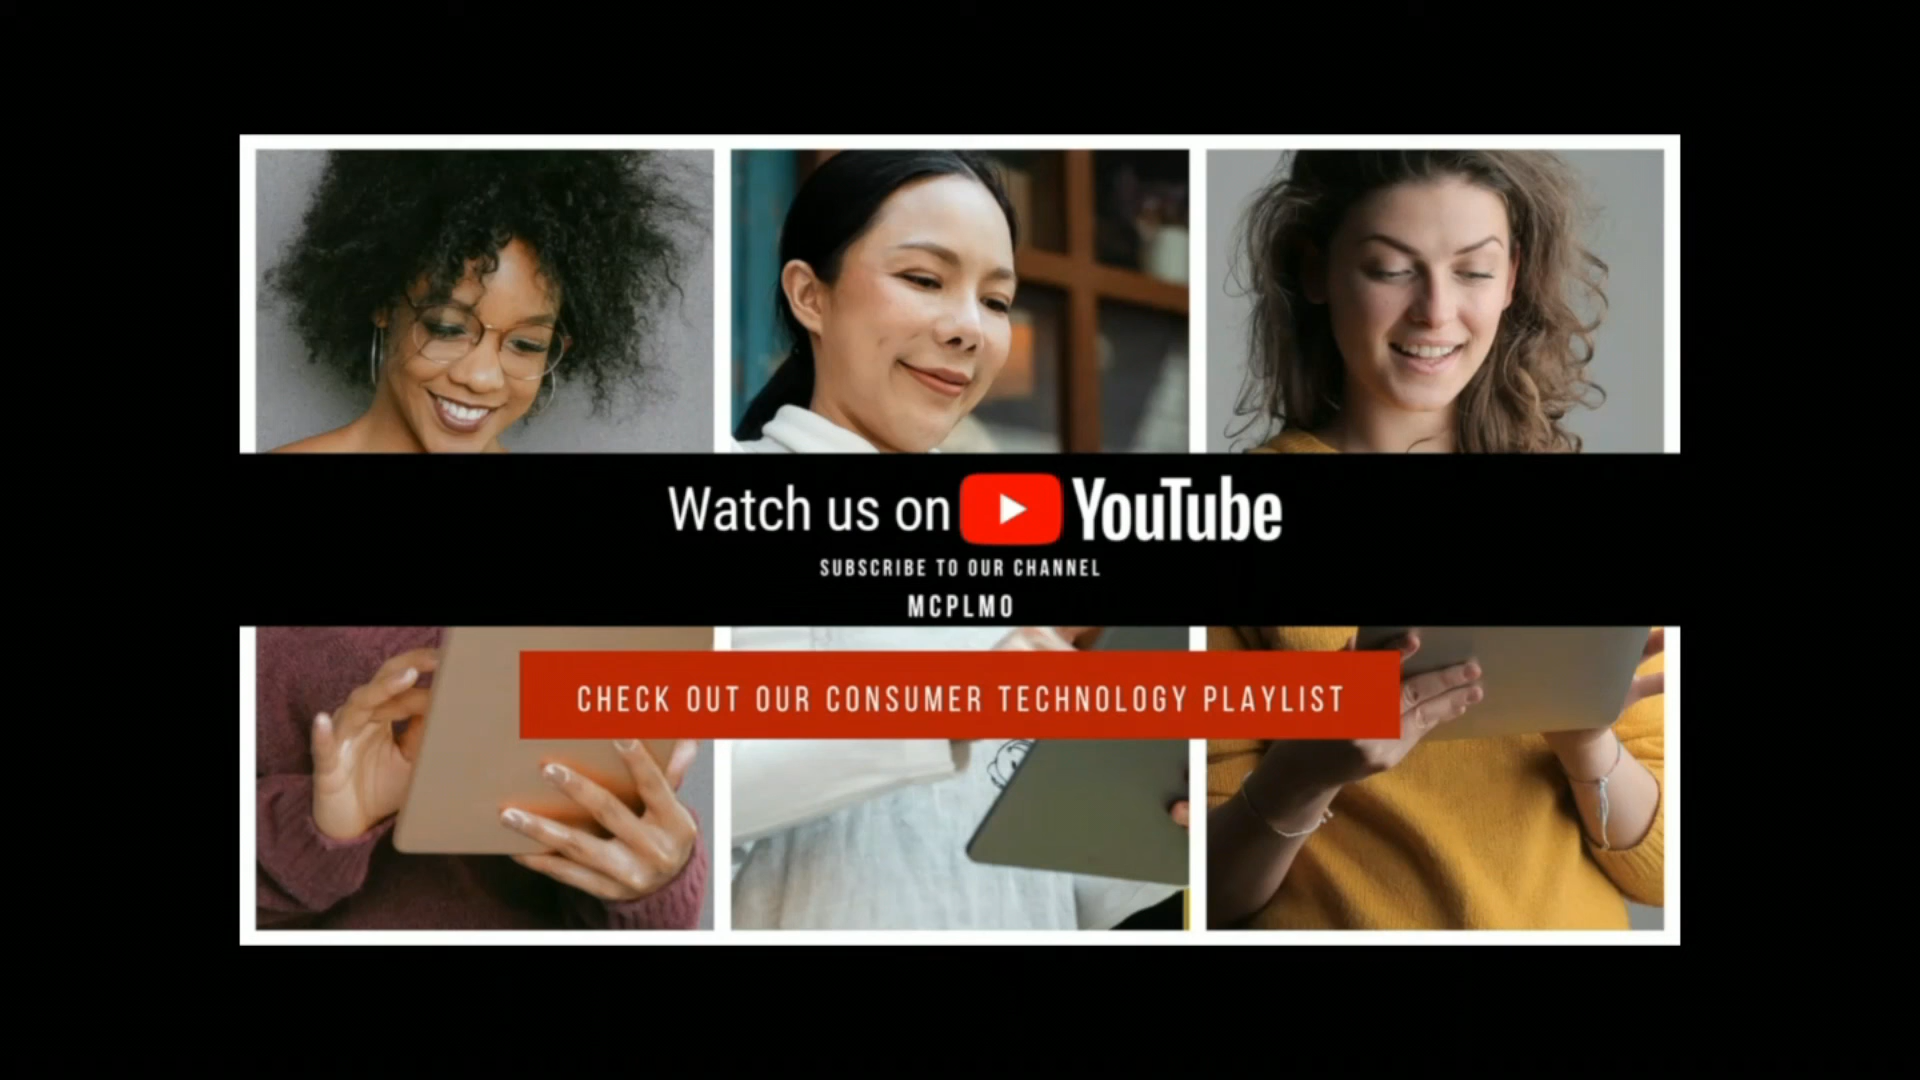 Watch us on YouTube
SUBSCRIBE TO OUR CHANNEL
MCPLMO
CHECK OUT OUR CONSUMER TECHNOLOGY PLAYLIST